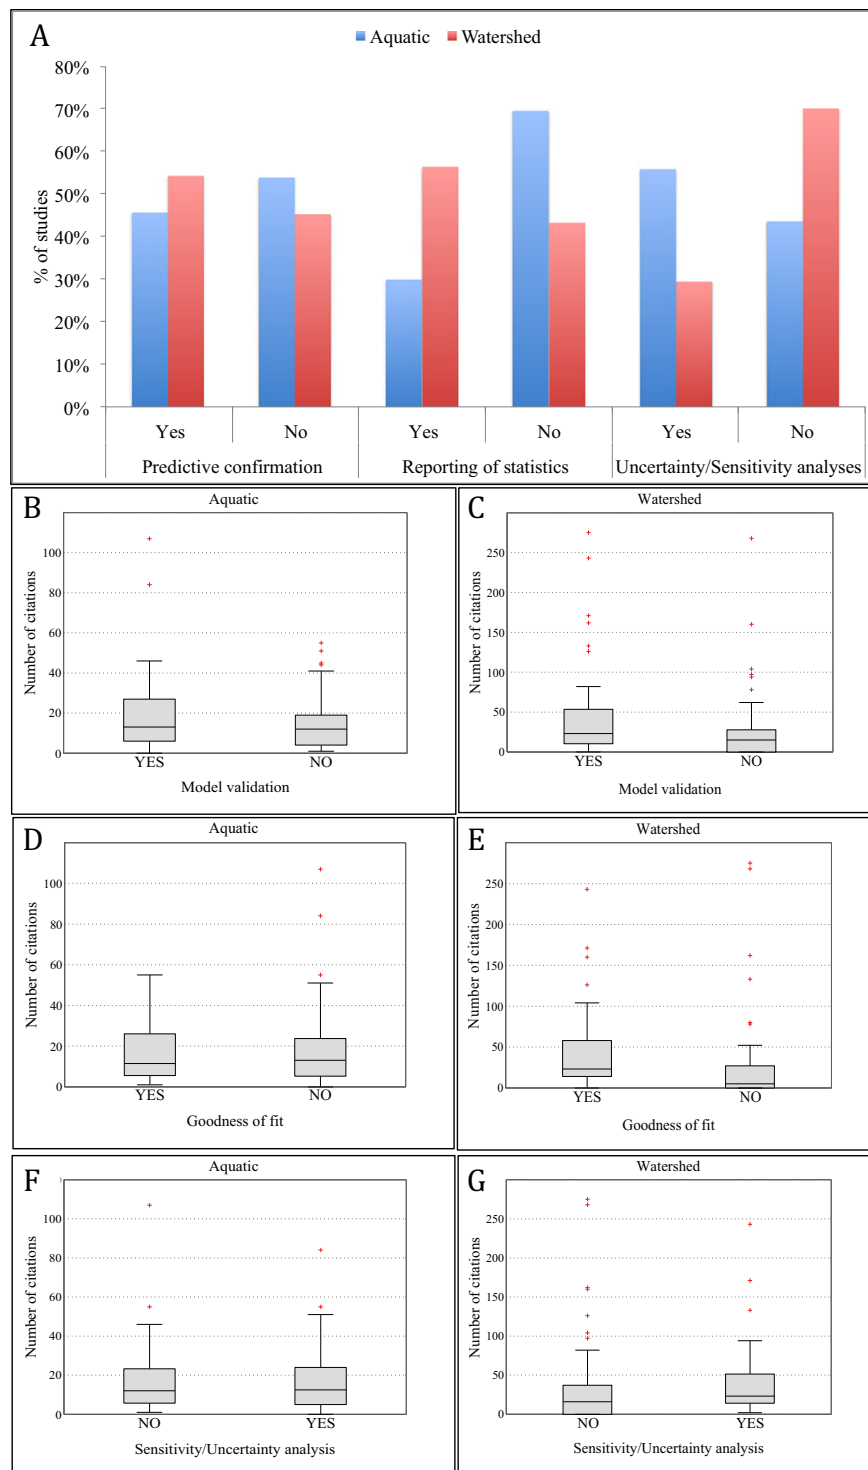 A
Aquatic Watershed
80%
70%
60%
50%
40%
30%
20%
10%
0%
% of studies
Yes No Yes No Yes No
Predictive confirmation Reporting of statistics Uncertainty/Sensitivity analyses
B
Aquatic
100
80
60
40
20
0
Number of citations
YES NO
Model validation
C
Watershed
250
200
150
100
50
0
Number of citations
YES NO
Model validation
D
Aquatic
100
80
60
40
20
0
Number of citations
YES NO
Goodness of fit
E
Watershed
250
200
150
100
50
0
Number of citations
YES NO
Goodness of fit
F
Aquatic
100
80
60
40
20
0
Number of citations
NO YES
Sensitivity/Uncertainty analysis
G
Watershed
250
200
150
100
50
0
Number of citations
NO YES
Sensitivity/Uncertainty analysis